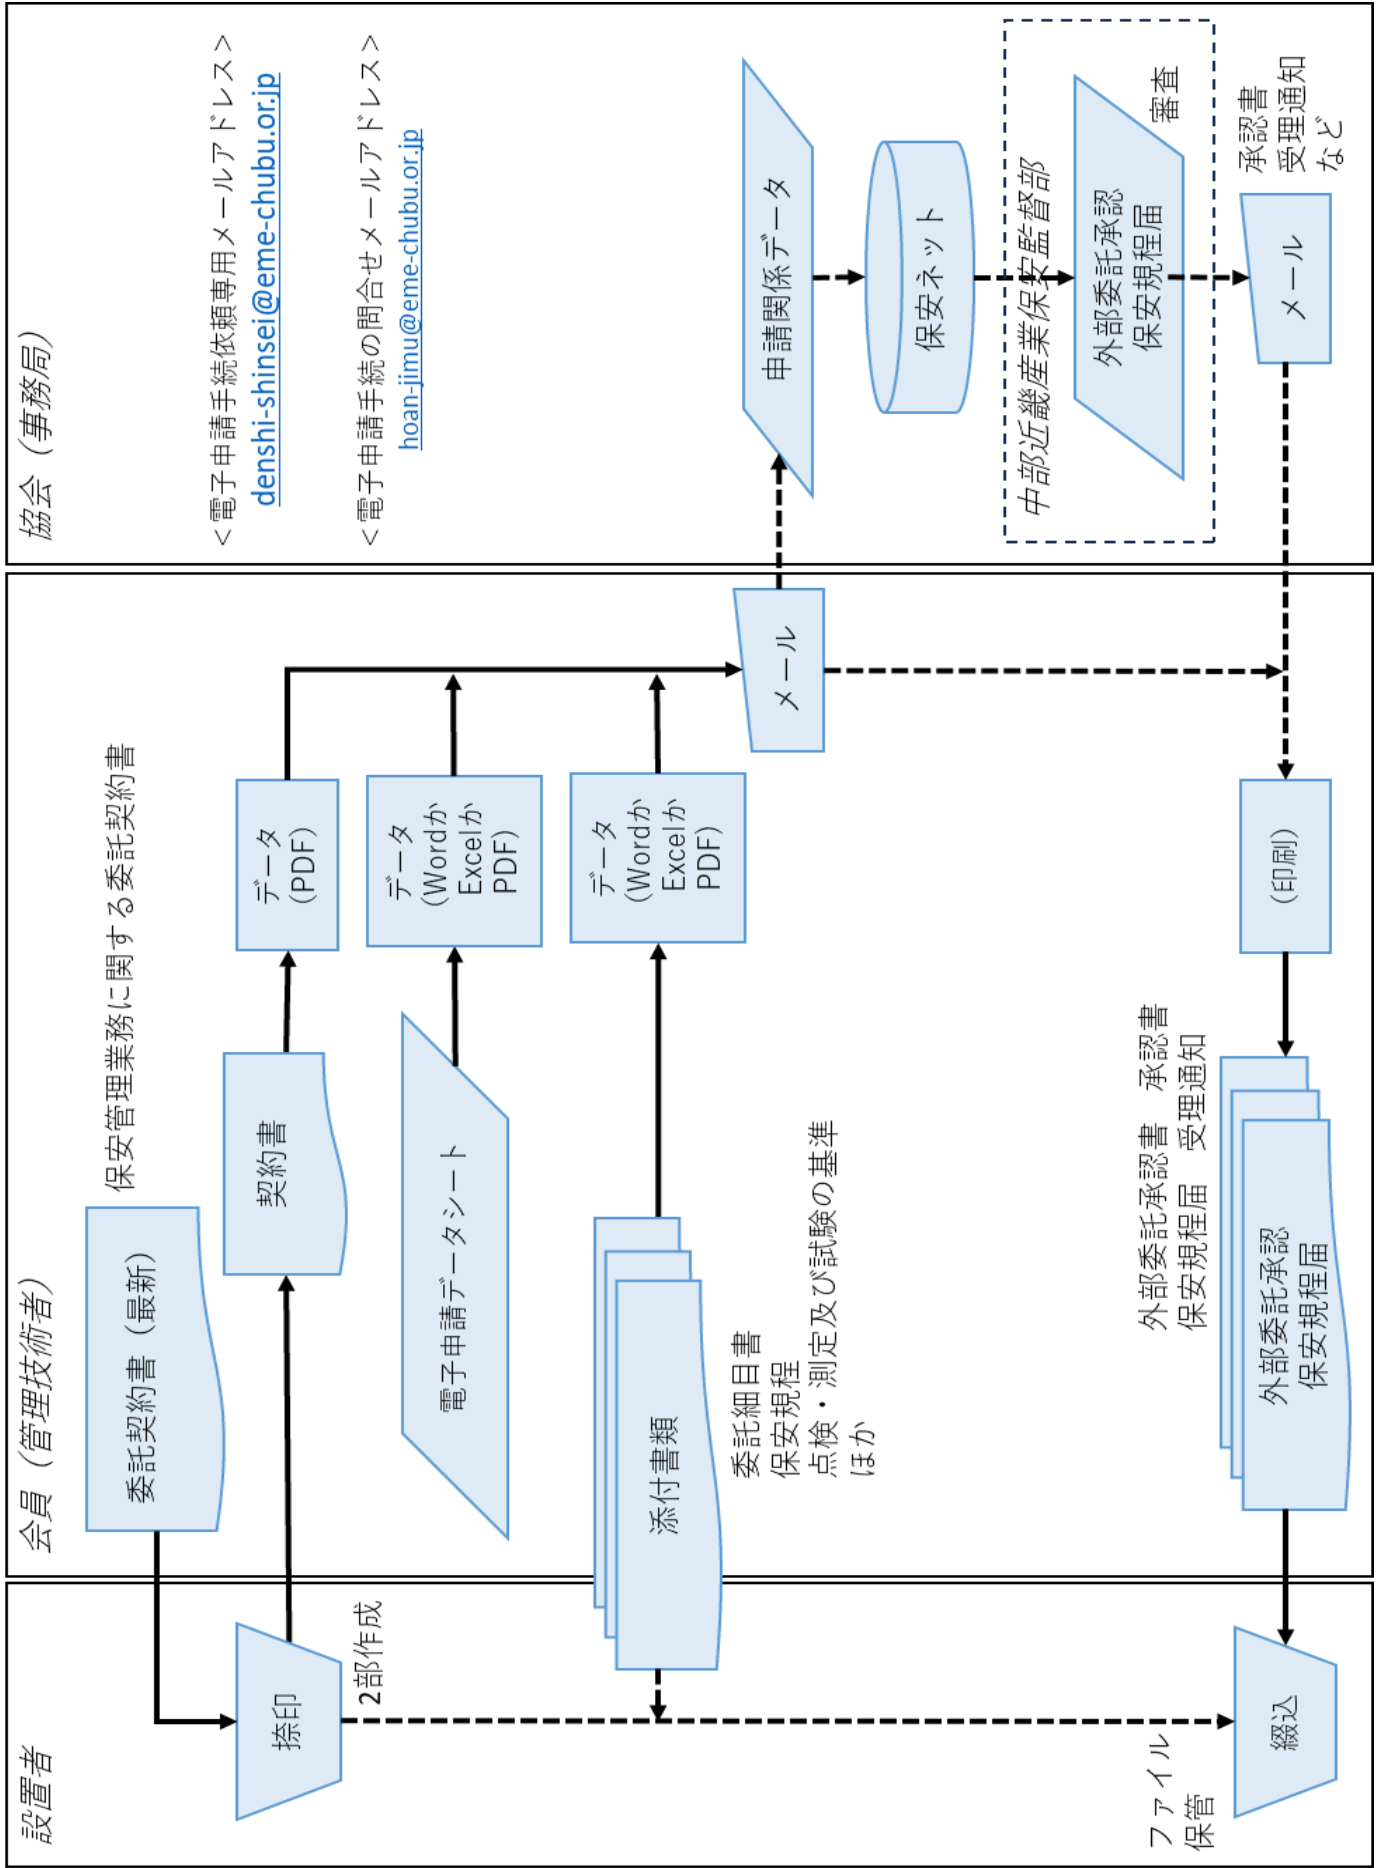 設置者
会員（管理技術者）
協会（事務局）
委託契約書（最新）
保安管理業務に関する委託契約書
捺印
2部作成
契約書
データ
(PDF)
電子申請データシート
データ
(Wordか
Excelか
PDF)
添付書類
委託細目書
保安規程
点検・測定及び試験の基準
ほか
データ
(Wordか
Excelか
PDF)
メール
＜電子申請手続依頼専用メールアドレス＞
denshi-shinsei@eme-chubu.or.jp
＜電子申請手続の問合せメールアドレス＞
hoan-jimu@eme-chubu.or.jp
申請関係データ
保安ネット
中部近畿産業保安監督部
外部委託承認
保安規程届
審査
メール
承認書
受理通知
など
(印刷)
外部委託承認書　承認書
保安規程届　受理通知
外部委託承認
保安規程届
綴込
ファイル
保管